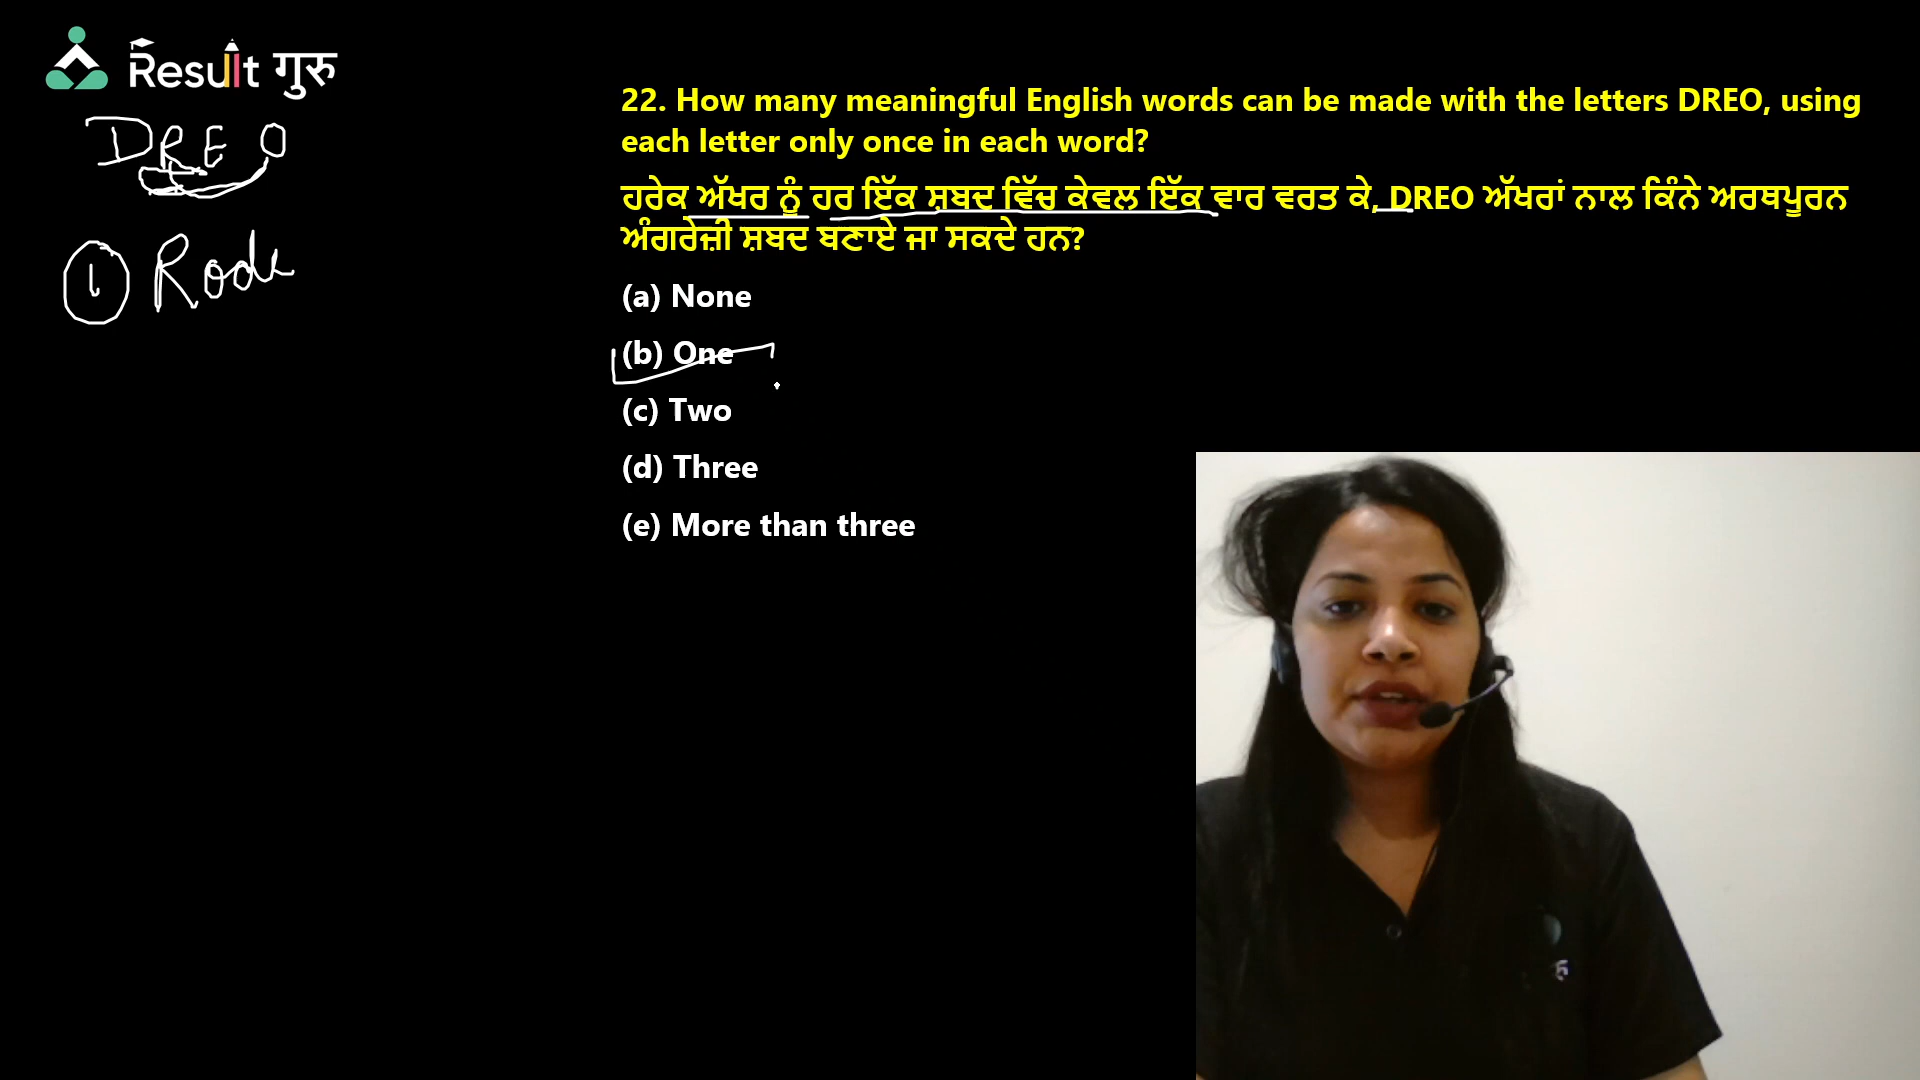 Result गुरु
DREO
22. How many meaningful English words can be made with the letters DREO, using
each letter only once in each word?
ਹਰੇਕ ਅੱਖਰ ਨੂੰ ਹਰ ਇੱਕ ਸ਼ਬਦ ਵਿੱਚ ਕੇਵਲ ਇੱਕ ਵਾਰ ਵਰਤ ਕੇ, DREO ਅੱਖਰਾਂ ਨਾਲ ਕਿੰਨੇ ਅਰਥਪੂਰਨ
ਅੰਗਰੇਜ਼ੀ ਸ਼ਬਦ ਬਣਾਏ ਜਾ ਸਕਦੇ ਹਨ?
① Rode
(a) None
(b) One
(c) Two
(d) Three
(e) More than three